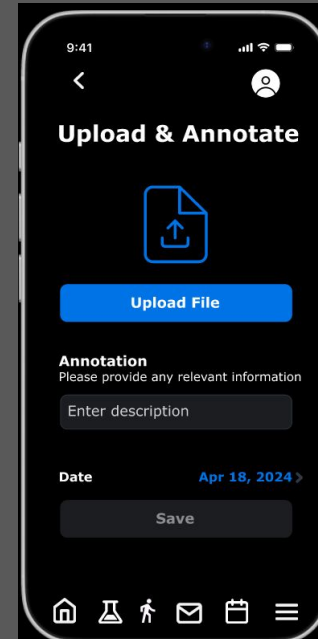 9:41
Upload & Annotate
Upload File
Annotation
Please provide any relevant information
Enter description
Date Apr 18, 2024
Save